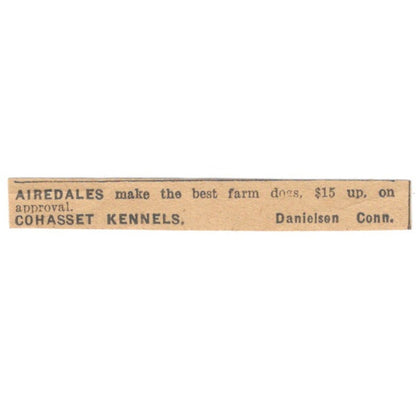 AIREDALES make the best farm dogs, $15 up, on
approval.
COHASSET KENNELS, Danielson Conn.